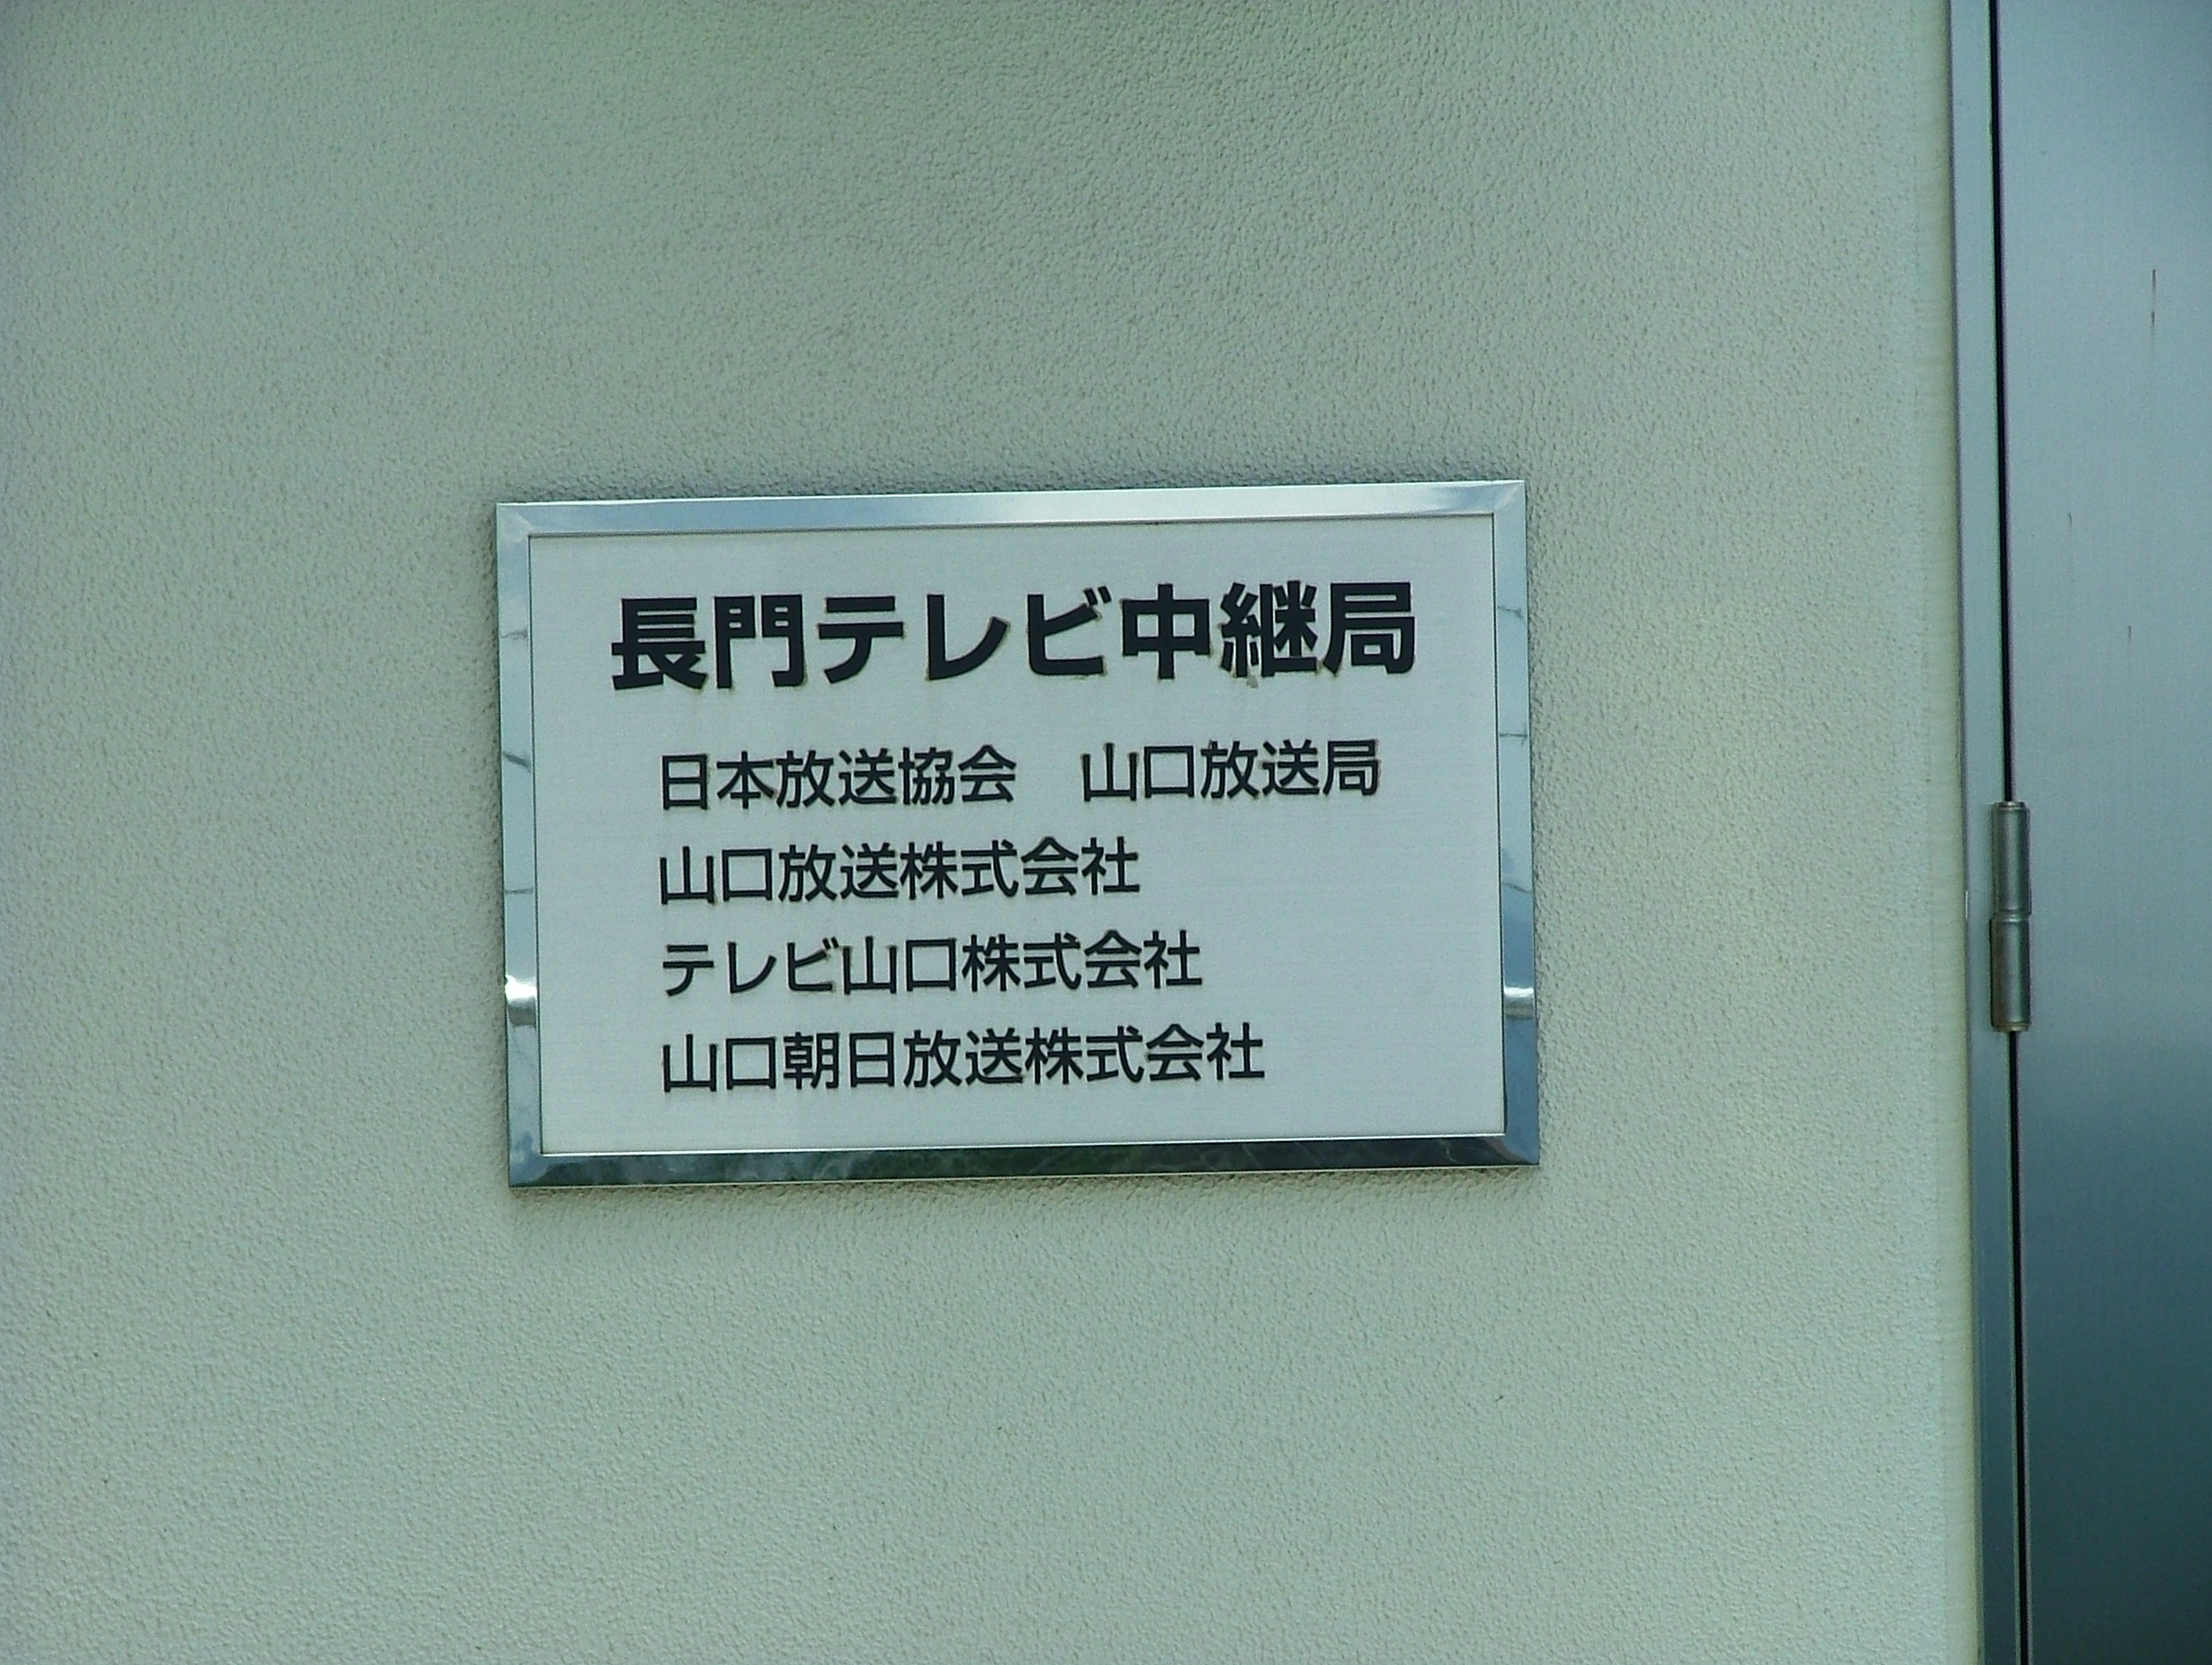 長門テレビ中継局
日本放送協会　山口放送局
山口放送株式会社
テレビ山口株式会社
山口朝日放送株式会社